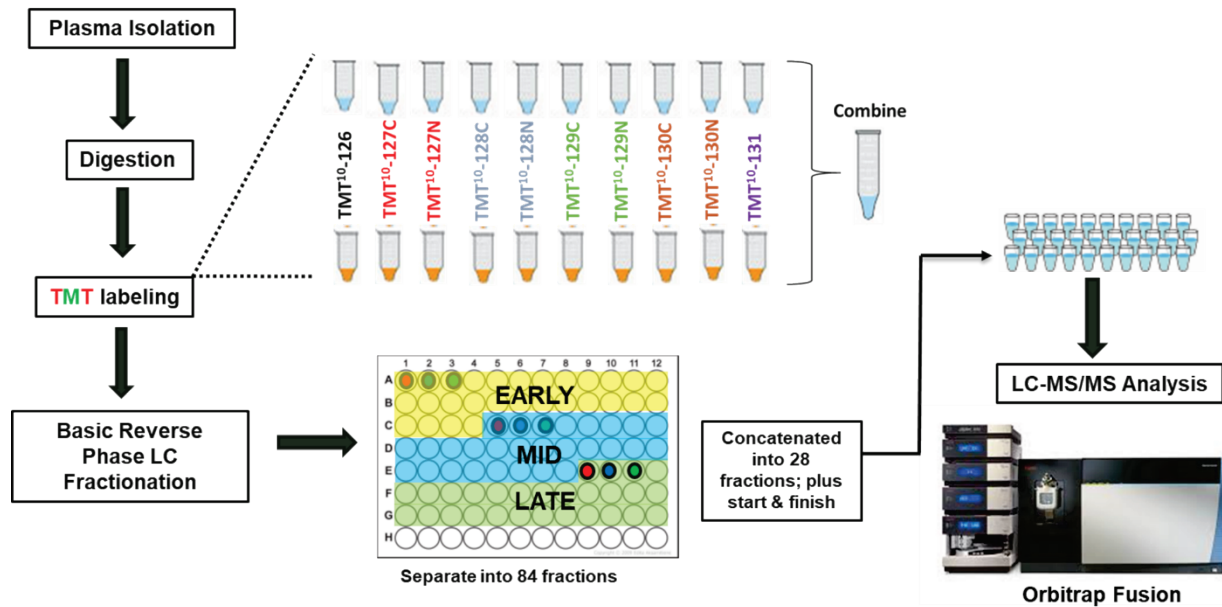 Plasma Isolation
Digestion
TMT labeling
Basic Reverse
Phase LC
Fractionation
TMT¹⁰-126
TMT¹⁰-127C
TMT¹⁰-127N
TMT¹⁰-128C
TMT¹⁰-128N
TMT¹⁰-129C
TMT¹⁰-129N
TMT¹⁰-130C
TMT¹⁰-130N
TMT¹⁰-131
Combine
1 2 3 4 5 6 7 8 9 10 11 12
A
B
C
D
E
F
G
H
EARLY
MID
LATE
Separate into 84 fractions
Concatenated
into 28
fractions; plus
start & finish
LC-MS/MS Analysis
Orbitrap Fusion